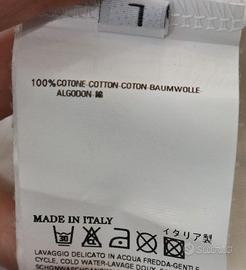 L
100%COTONE-COTTON-COTON-BAUMWOLLE-
ALGODON-綿
MADE IN ITALY
イタリア製
30
LAVAGGIO DELICATO IN ACQUA FREDDA-GENTLE
CYCLE, COLD WATER-LAVAGE DOUX,